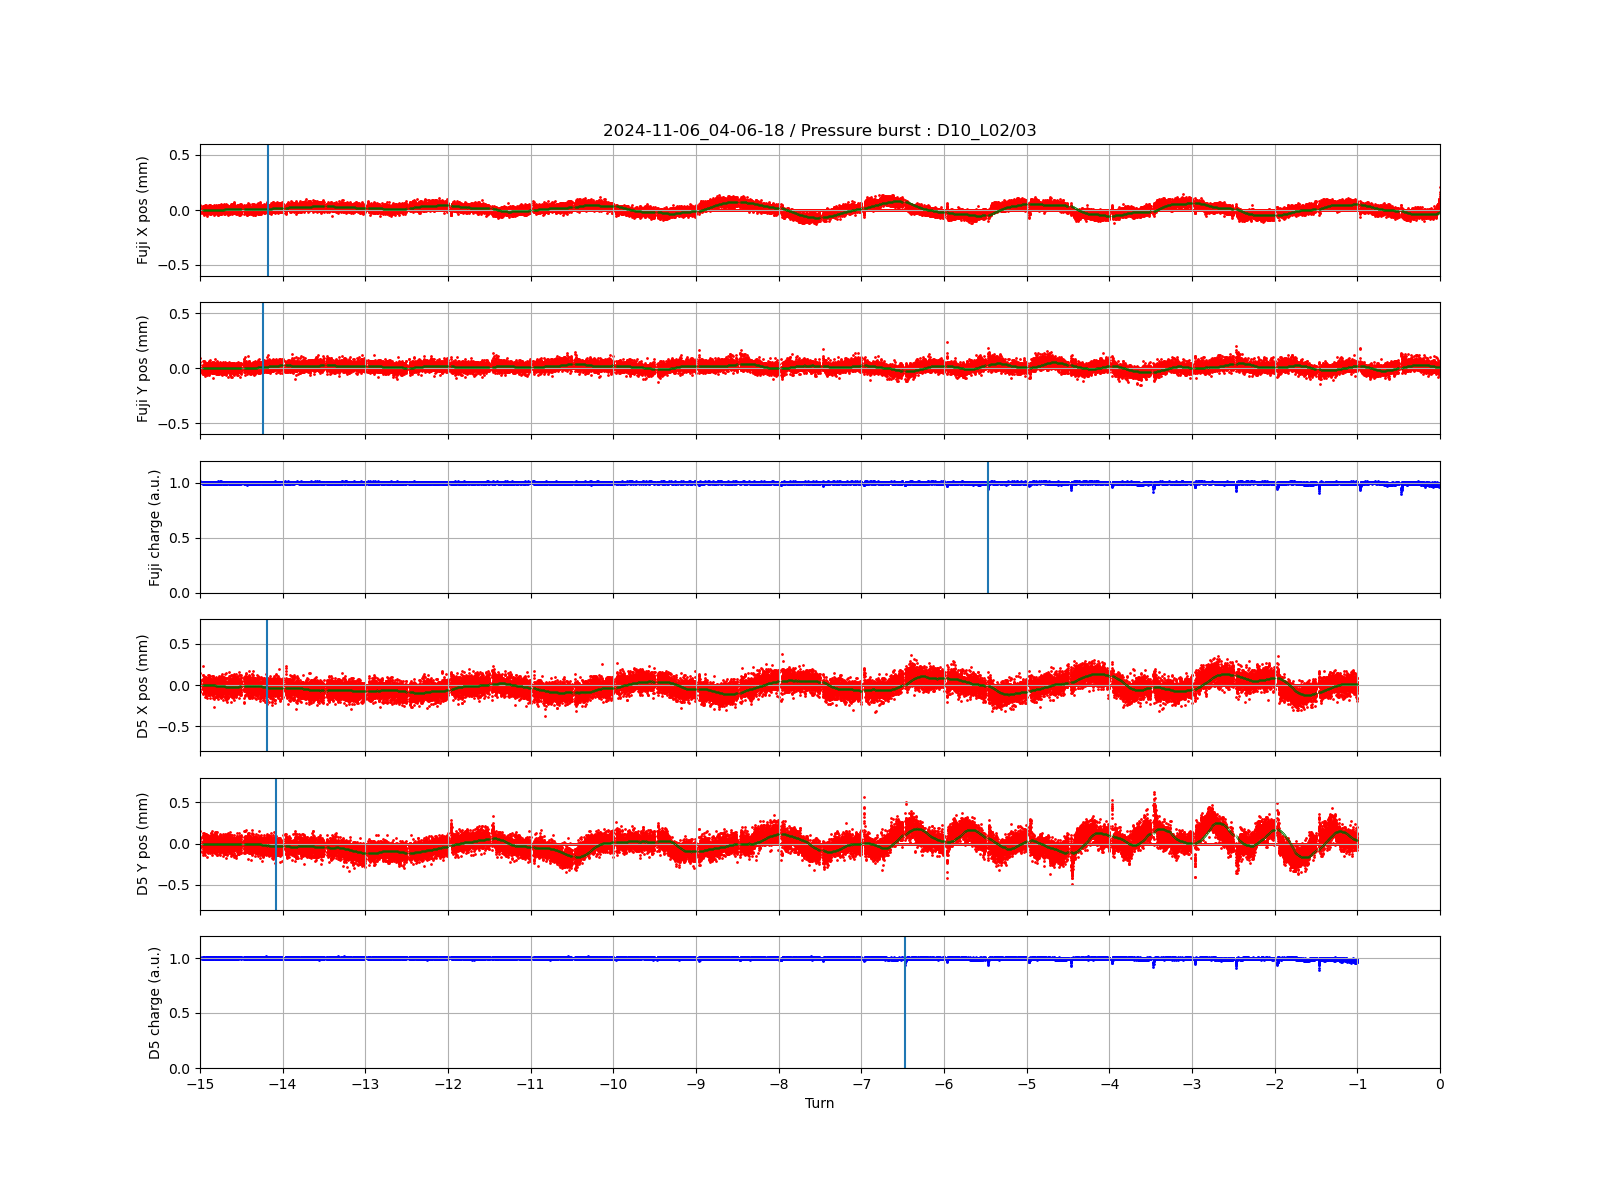 2024-11-06_04-06-18 / Pressure burst : D10_L02/03
Fuji X pos (mm)
0.5
0.0
−0.5
Fuji Y pos (mm)
0.5
0.0
−0.5
Fuji charge (a.u.)
1.0
0.5
0.0
D5 X pos (mm)
0.5
0.0
−0.5
D5 Y pos (mm)
0.5
0.0
−0.5
D5 charge (a.u.)
1.0
0.5
0.0
−15 −14 −13 −12 −11 −10 −9 −8 −7 −6 −5 −4 −3 −2 −1 0
Turn